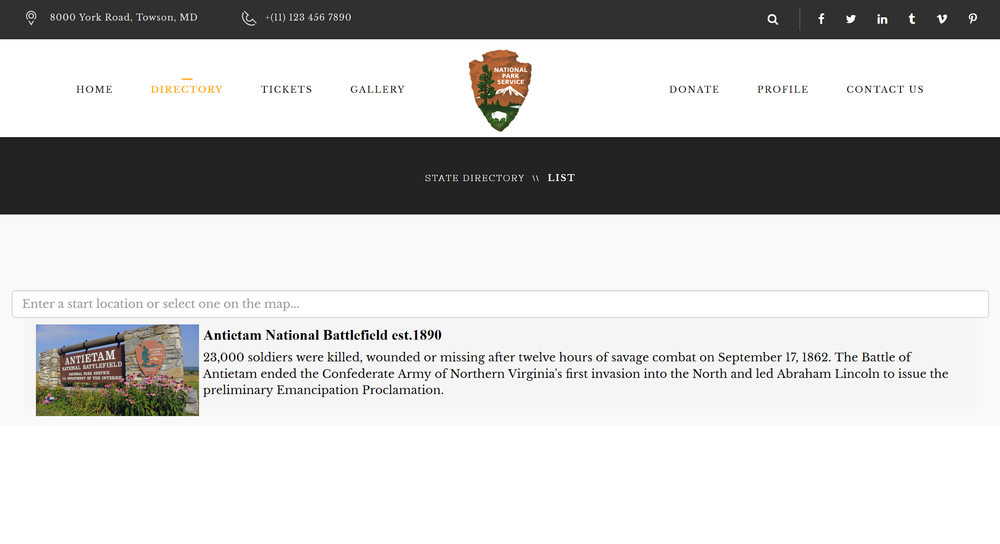 8000 York Road, Towson, MD
+(11) 123 456 7890
HOME
DIRECTORY
TICKETS
GALLERY
NATIONAL
PARK
SERVICE
DONATE
PROFILE
CONTACT US
STATE DIRECTORY \\ LIST
Enter a start location or select one on the map...
ANTIETAM
NATIONAL BATTLEFIELD
NATIONAL PARK SERVICE
U.S. DEPARTMENT OF THE INTERIOR
NATIONAL
PARK
SERVICE
Antietam National Battlefield est.1890
23,000 soldiers were killed, wounded or missing after twelve hours of savage combat on September 17, 1862. The Battle of
Antietam ended the Confederate Army of Northern Virginia's first invasion into the North and led Abraham Lincoln to issue the
preliminary Emancipation Proclamation.